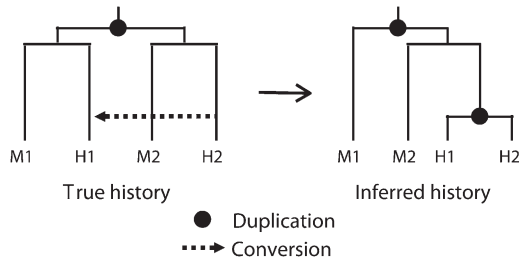 M1 H1 M2 H2 M1 M2 H1 H2
True history Inferred history
Duplication
Conversion